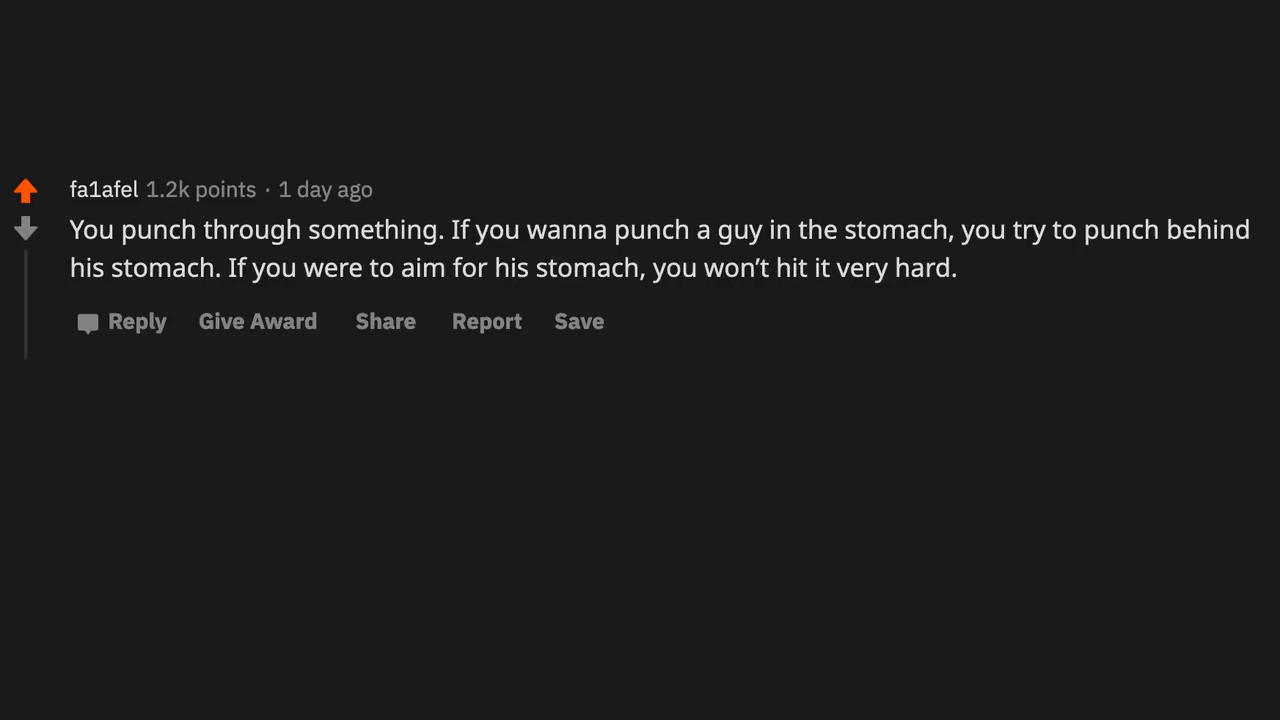 fa1afel 1.2k points · 1 day ago
You punch through something. If you wanna punch a guy in the stomach, you try to punch behind
his stomach. If you were to aim for his stomach, you won’t hit it very hard.
Reply Give Award Share Report Save